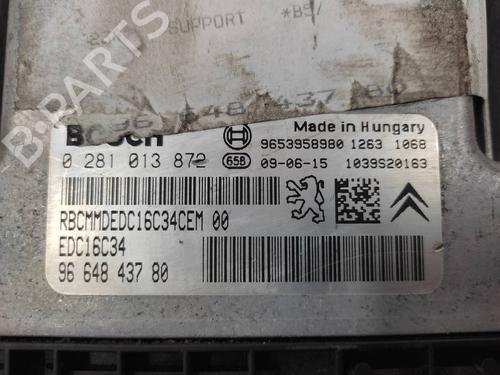 SUPPORT *B5/
BOSCH
Made in Hungary
9653958980 1263 1068
0 281 013 872 658 09-06-15 1039S20163
RBCMMDEDC16C34CEM 00
EDC16C34
96 648 437 80
B-PARTS